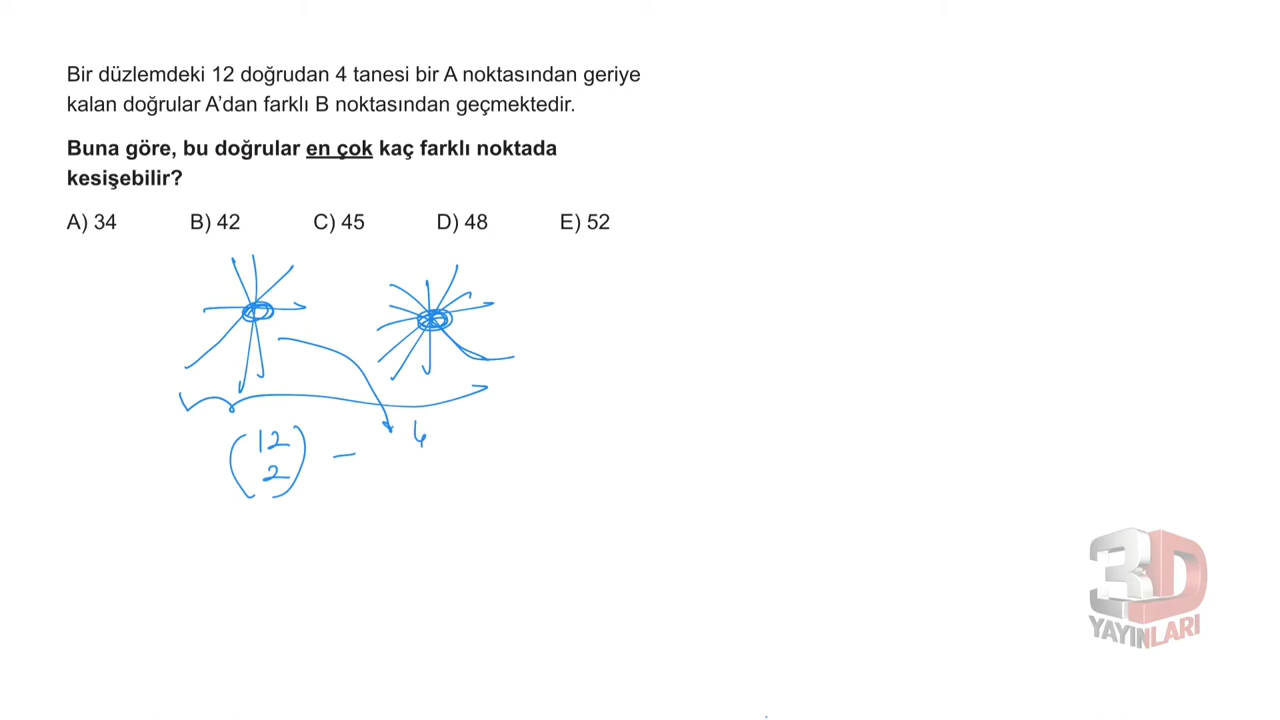 Bir düzlemdeki 12 doğrudan 4 tanesi bir A noktasından geriye
kalan doğrular A'dan farklı B noktasından geçmektedir.
Buna göre, bu doğrular en çok kaç farklı noktada
kesişebilir?
A) 34 B) 42 C) 45 D) 48 E) 52
(12 2) - 4
3D
YAYINLARI